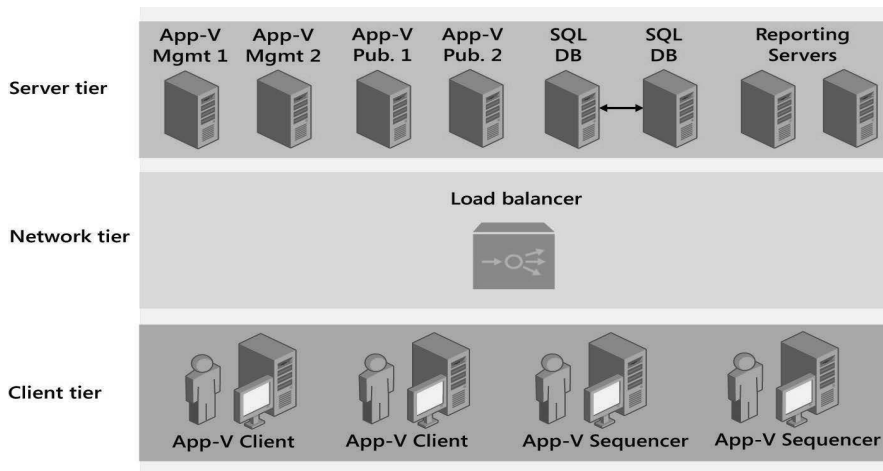 App-V Mgmt 1
App-V Mgmt 2
App-V Pub. 1
App-V Pub. 2
SQL DB
SQL DB
Reporting Servers
Server tier
Load balancer
Network tier
Client tier
App-V Client
App-V Client
App-V Sequencer
App-V Sequencer